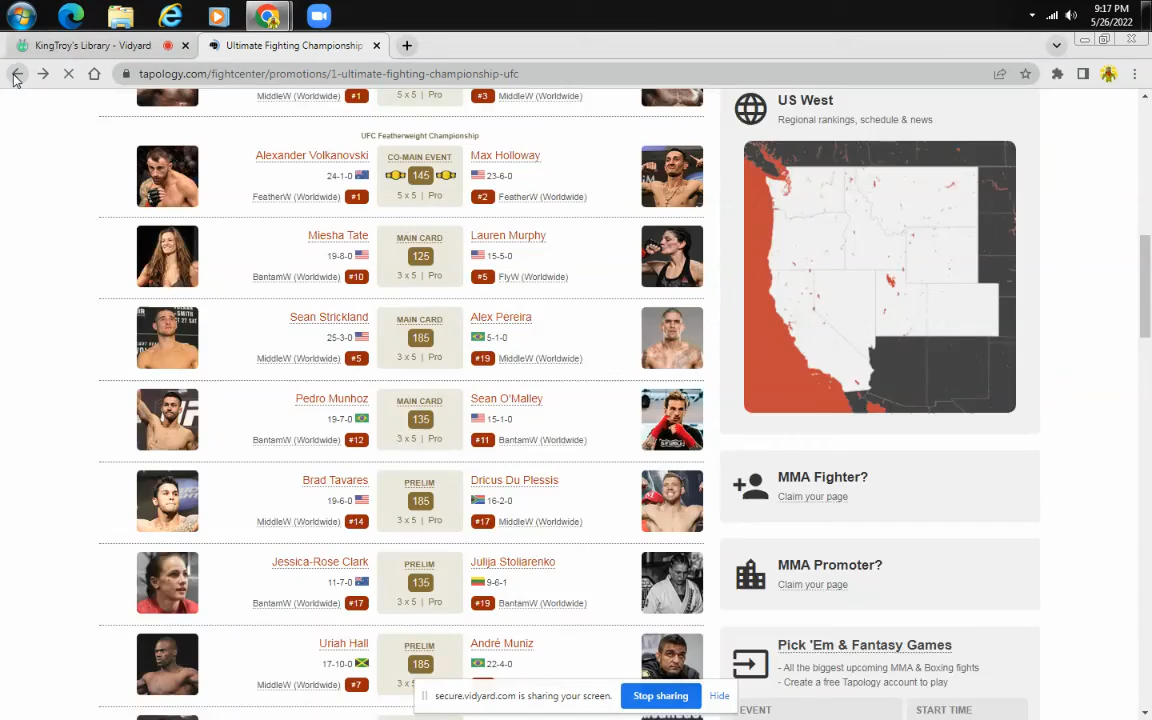 9:17 PM
5/26/2022
KingTroy's Library - Vidyard
Ultimate Fighting Championship
tapology.com/fightcenter/promotions/1-ultimate-fighting-championship-ufc
MiddleW (Worldwide) #1 5 x 5 | Pro #3 MiddleW (Worldwide)
UFC Featherweight Championship
Alexander Volkanovski CO-MAIN EVENT Max Holloway
24-1-0 145 23-6-0
FeatherW (Worldwide) #1 5 x 5 | Pro #2 FeatherW (Worldwide)
Miesha Tate MAIN CARD Lauren Murphy
19-8-0 125 15-5-0
BantamW (Worldwide) #10 3 x 5 | Pro #5 FlyW (Worldwide)
Sean Strickland MAIN CARD Alex Pereira
25-3-0 185 5-1-0
MiddleW (Worldwide) #5 3 x 5 | Pro #19 MiddleW (Worldwide)
Pedro Munhoz MAIN CARD Sean O'Malley
19-7-0 135 15-1-0
BantamW (Worldwide) #12 3 x 5 | Pro #11 BantamW (Worldwide)
Brad Tavares PRELIM Dricus Du Plessis
19-6-0 185 16-2-0
MiddleW (Worldwide) #14 3 x 5 | Pro #17 MiddleW (Worldwide)
Jessica-Rose Clark PRELIM Julija Stoliarenko
11-7-0 135 9-6-1
BantamW (Worldwide) #17 3 x 5 | Pro #19 BantamW (Worldwide)
Uriah Hall PRELIM André Muniz
17-10-0 185 22-4-0
MiddleW (Worldwide) #7 3 x
US West
Regional rankings, schedule & news
MMA Fighter?
Claim your page
MMA Promoter?
Claim your page
Pick 'Em & Fantasy Games
- All the biggest upcoming MMA & Boxing fights
- Create a free Tapology account to play
EVENT START TIME
secure.vidyard.com is sharing your screen. Stop sharing Hide